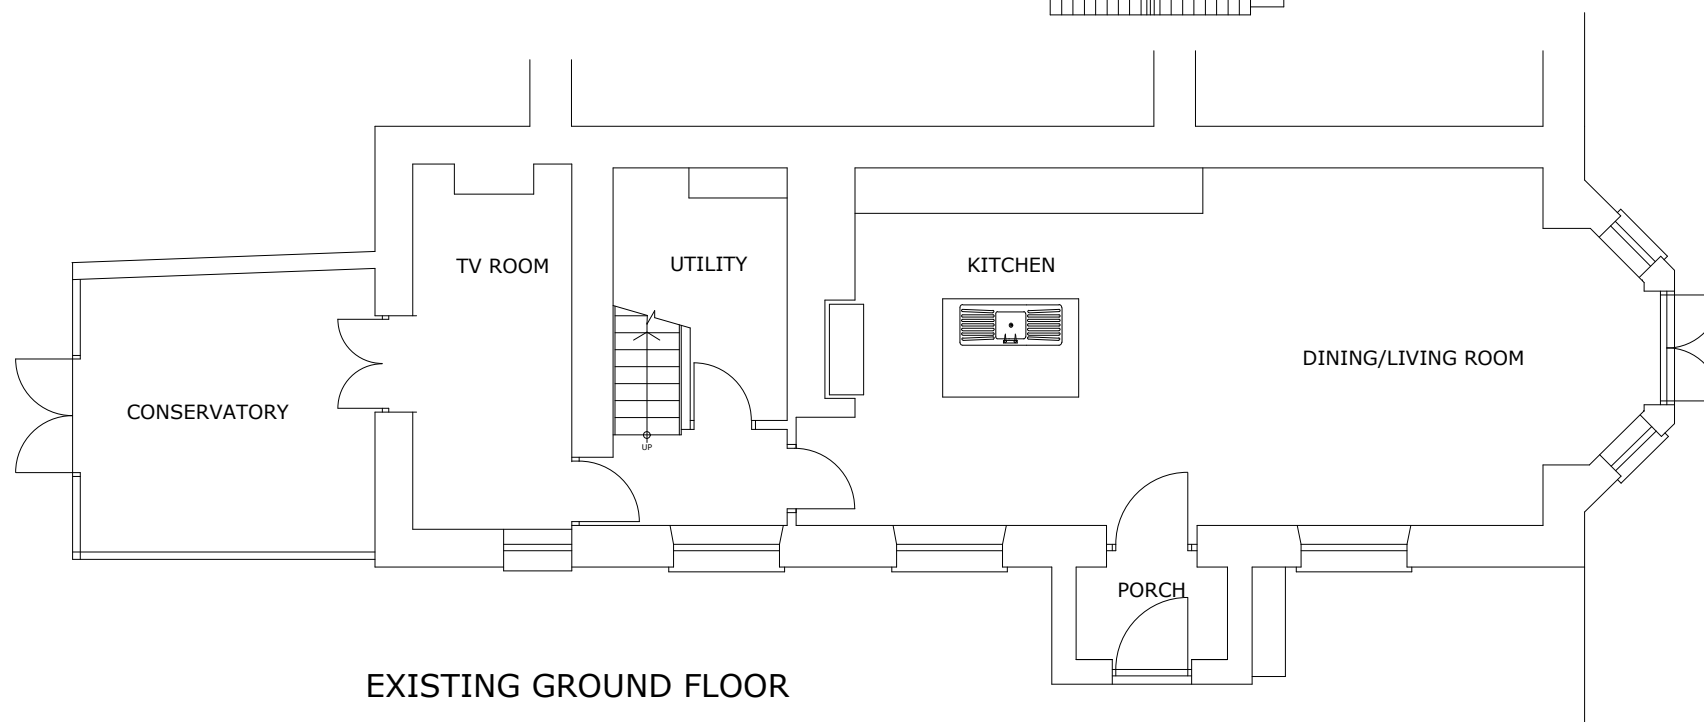 TV ROOM
UTILITY
KITCHEN
DINING/LIVING ROOM
CONSERVATORY
UP
PORCH
EXISTING GROUND FLOOR